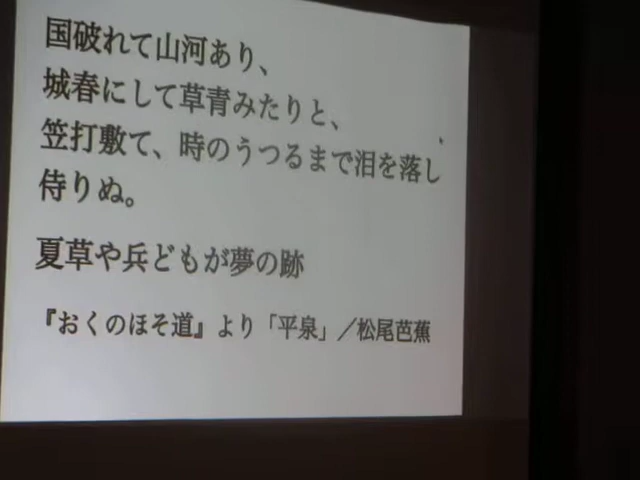 国破れて山河あり、
城春にして草青みたりと、
笠打敷て、時のうつるまで泪を落し
侍りぬ。
夏草や兵どもが夢の跡
『おくのほそ道』より「平泉」／松尾芭蕉